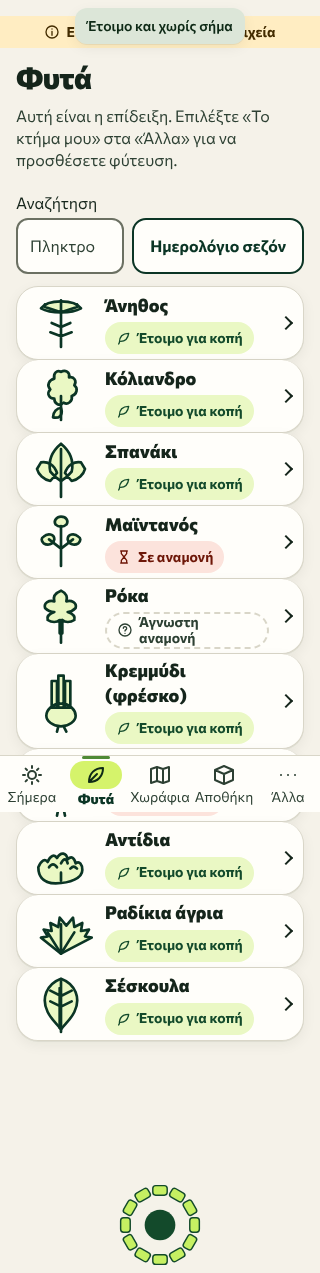 Έτοιμο και χωρίς σήμα
Φυτά
Αυτή είναι η επίδειξη. Επιλέξτε «Το
κτήμα μου» στα «Άλλα» για να
προσθέσετε φύτευση.
Αναζήτηση
Πληκτρο
Ημερολόγιο σεζόν
Άνηθος
Έτοιμο για κοπή
Κόλιανδρο
Έτοιμο για κοπή
Σπανάκι
Έτοιμο για κοπή
Μαϊντανός
Σε αναμονή
Ρόκα
Άγνωστη
αναμονή
Κρεμμύδι
(φρέσκο)
Έτοιμο για κοπή
Σήμερα
Φυτά
Χωράφια
Αποθήκη
Άλλα
Αντίδια
Έτοιμο για κοπή
Ραδίκια άγρια
Έτοιμο για κοπή
Σέσκουλα
Έτοιμο για κοπή